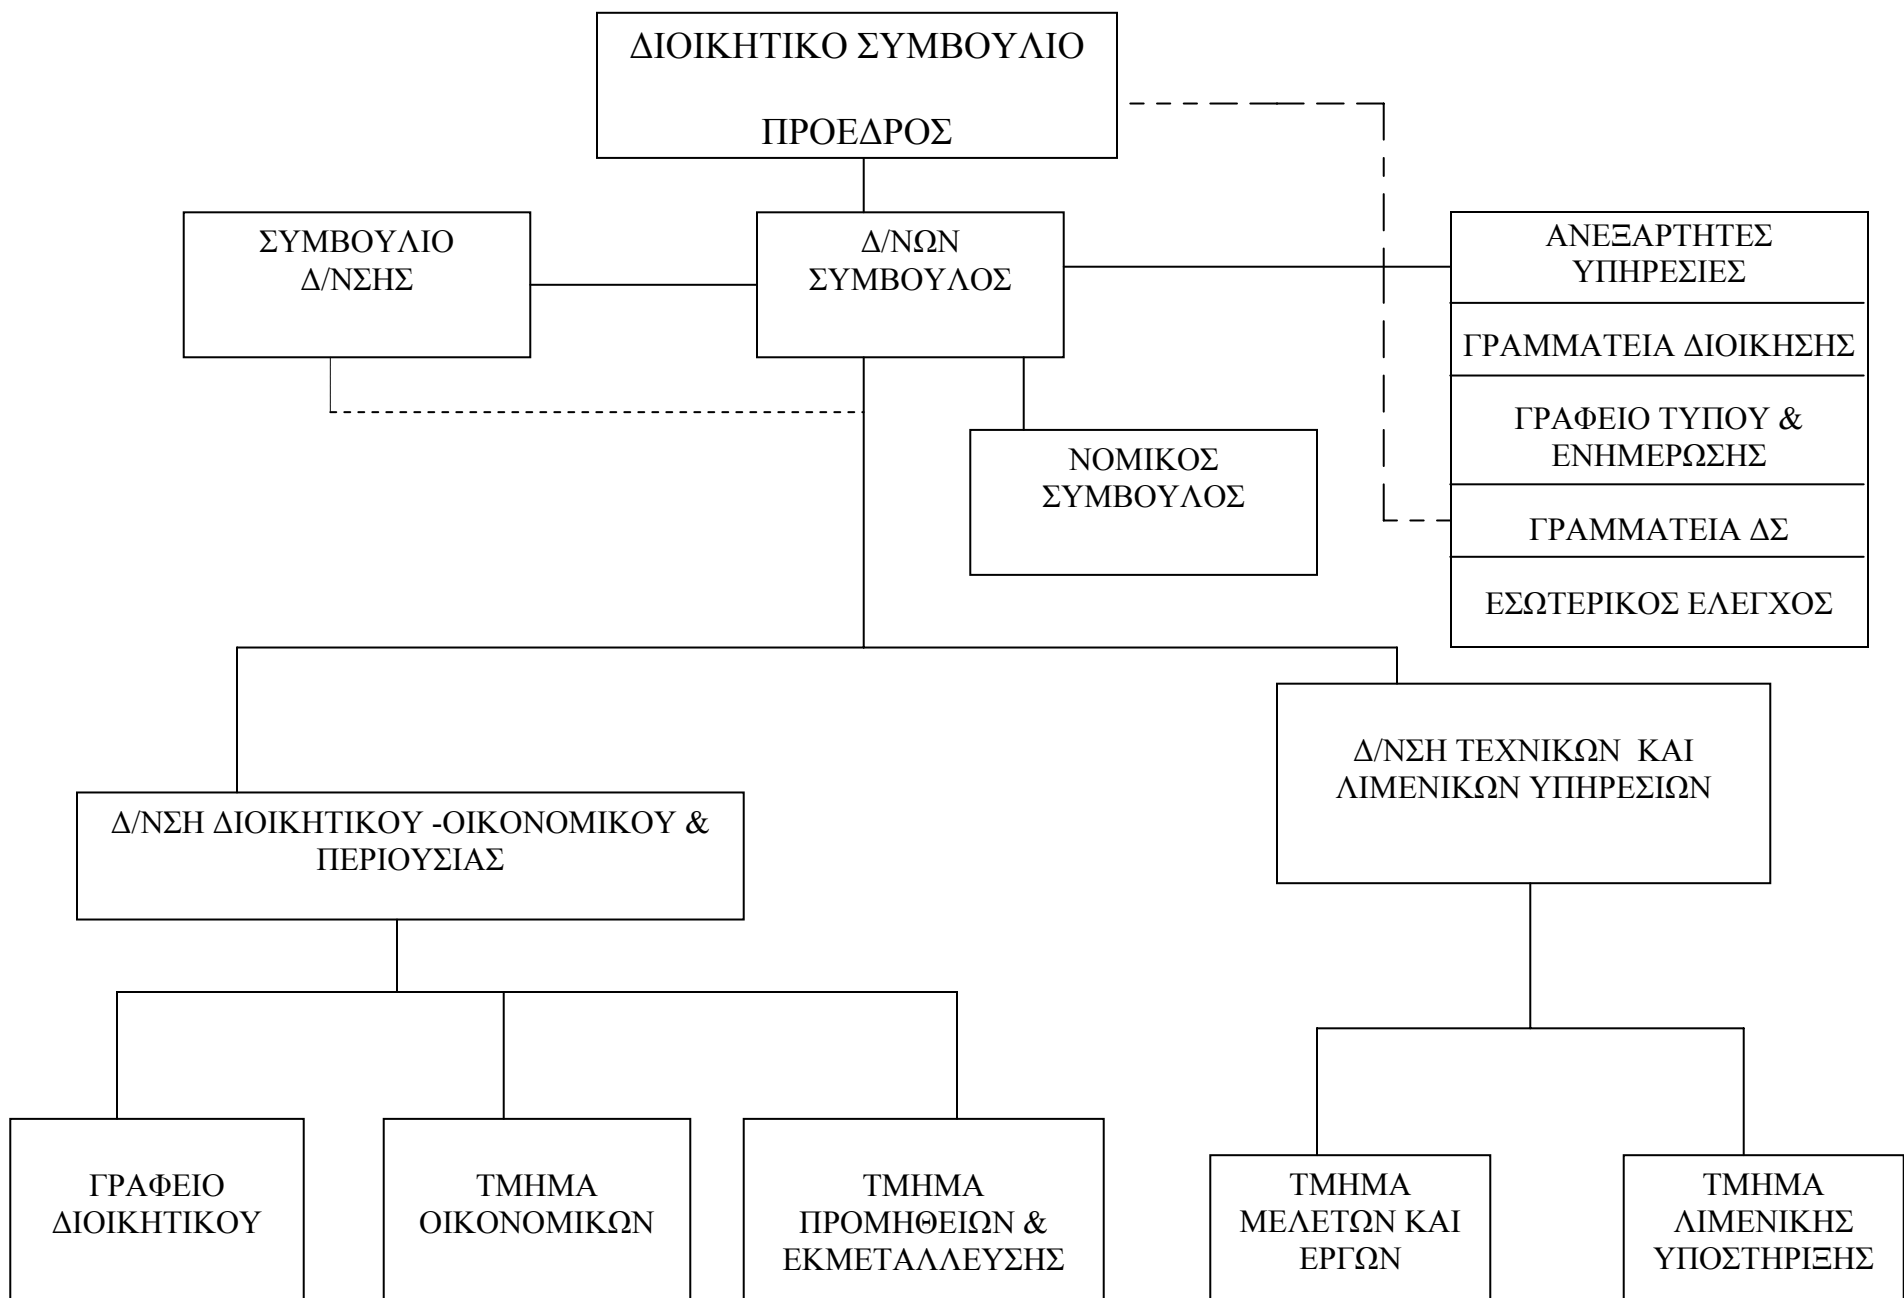 ΔΙΟΙΚΗΤΙΚΟ ΣΥΜΒΟΥΛΙΟ
ΠΡΟΕΔΡΟΣ
ΣΥΜΒΟΥΛΙΟ
Δ/ΝΣΗΣ
Δ/ΝΩΝ
ΣΥΜΒΟΥΛΟΣ
ΑΝΕΞΑΡΤΗΤΕΣ
ΥΠΗΡΕΣΙΕΣ
ΓΡΑΜΜΑΤΕΙΑ ΔΙΟΙΚΗΣΗΣ
ΓΡΑΦΕΙΟ ΤΥΠΟΥ &
ΕΝΗΜΕΡΩΣΗΣ
ΓΡΑΜΜΑΤΕΙΑ ΔΣ
ΕΣΩΤΕΡΙΚΟΣ ΕΛΕΓΧΟΣ
ΝΟΜΙΚΟΣ
ΣΥΜΒΟΥΛΟΣ
Δ/ΝΣΗ ΔΙΟΙΚΗΤΙΚΟΥ -ΟΙΚΟΝΟΜΙΚΟΥ &
ΠΕΡΙΟΥΣΙΑΣ
Δ/ΝΣΗ ΤΕΧΝΙΚΩΝ ΚΑΙ
ΛΙΜΕΝΙΚΩΝ ΥΠΗΡΕΣΙΩΝ
ΓΡΑΦΕΙΟ
ΔΙΟΙΚΗΤΙΚΟΥ
ΤΜΗΜΑ
ΟΙΚΟΝΟΜΙΚΩΝ
ΤΜΗΜΑ
ΠΡΟΜΗΘΕΙΩΝ &
ΕΚΜΕΤΑΛΛΕΥΣΗΣ
ΤΜΗΜΑ
ΜΕΛΕΤΩΝ ΚΑΙ
ΕΡΓΩΝ
ΤΜΗΜΑ
ΛΙΜΕΝΙΚΗΣ
ΥΠΟΣΤΗΡΙΞΗΣ